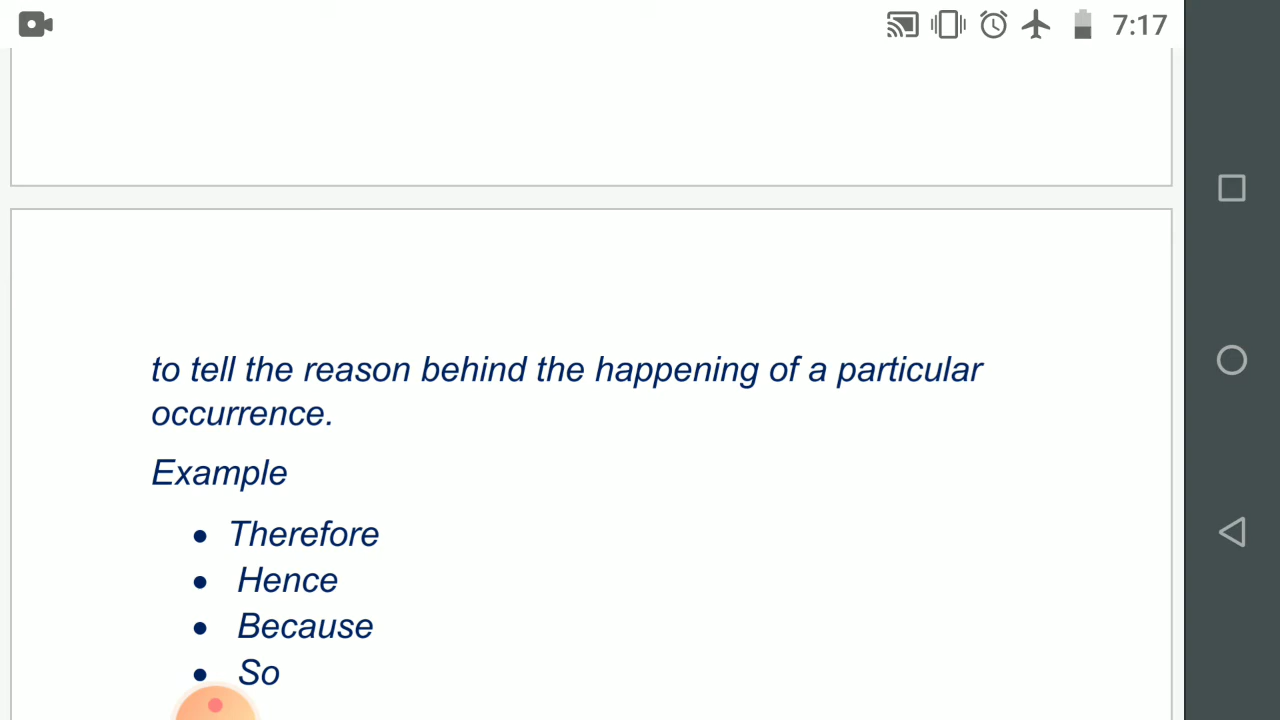 7:17
to tell the reason behind the happening of a particular
occurrence.
Example
• Therefore
• Hence
• Because
• So